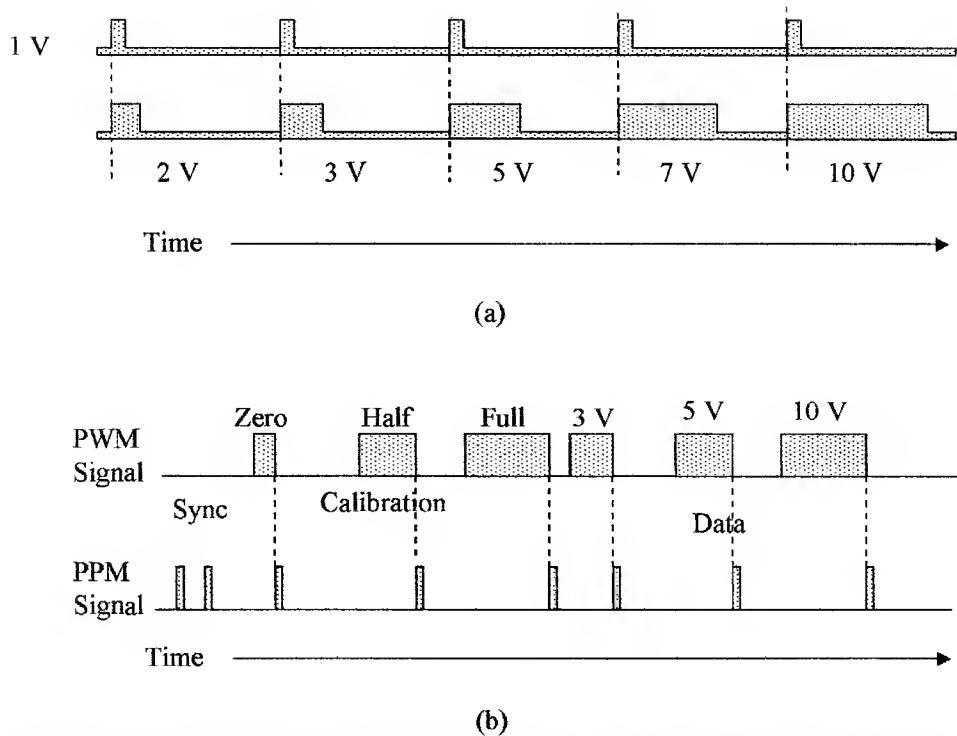 1 V
2 V 3 V 5 V 7 V 10 V
Time
(a)
Zero Half Full 3 V 5 V 10 V
PWM
Signal
Sync Calibration Data
PPM
Signal
Time
(b)